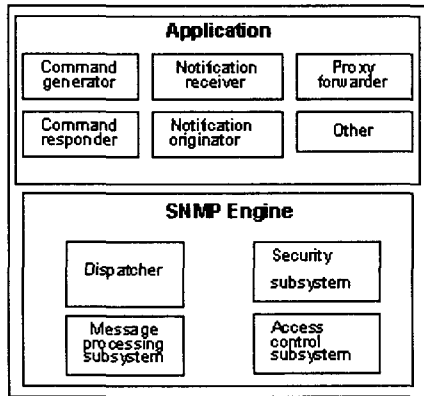 Application
Command generator
Notification receiver
Proxy forwarder
Command responder
Notification originator
Other
SNMP Engine
Dispatcher
Security subsystem
Message processing subsystem
Access control subsystem